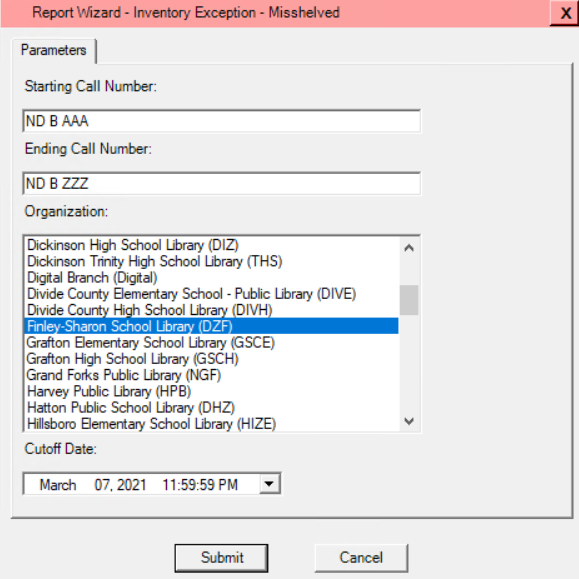 Report Wizard - Inventory Exception - Misshelved
X
Parameters
Starting Call Number:
ND B AAA
Ending Call Number:
ND B ZZZ
Organization:
Dickinson High School Library (DIZ)
Dickinson Trinity High School Library (THS)
Digital Branch (Digital)
Divide County Elementary School - Public Library (DIVE)
Divide County High School Library (DIVH)
Finley-Sharon School Library (DZF)
Grafton Elementary School Library (GSCE)
Grafton High School Library (GSCH)
Grand Forks Public Library (NGF)
Harvey Public Library (HPB)
Hatton Public School Library (DHZ)
Hillsboro Elementary School Library (HIZE)
Cutoff Date:
March 07, 2021 11:59:59 PM
Submit Cancel